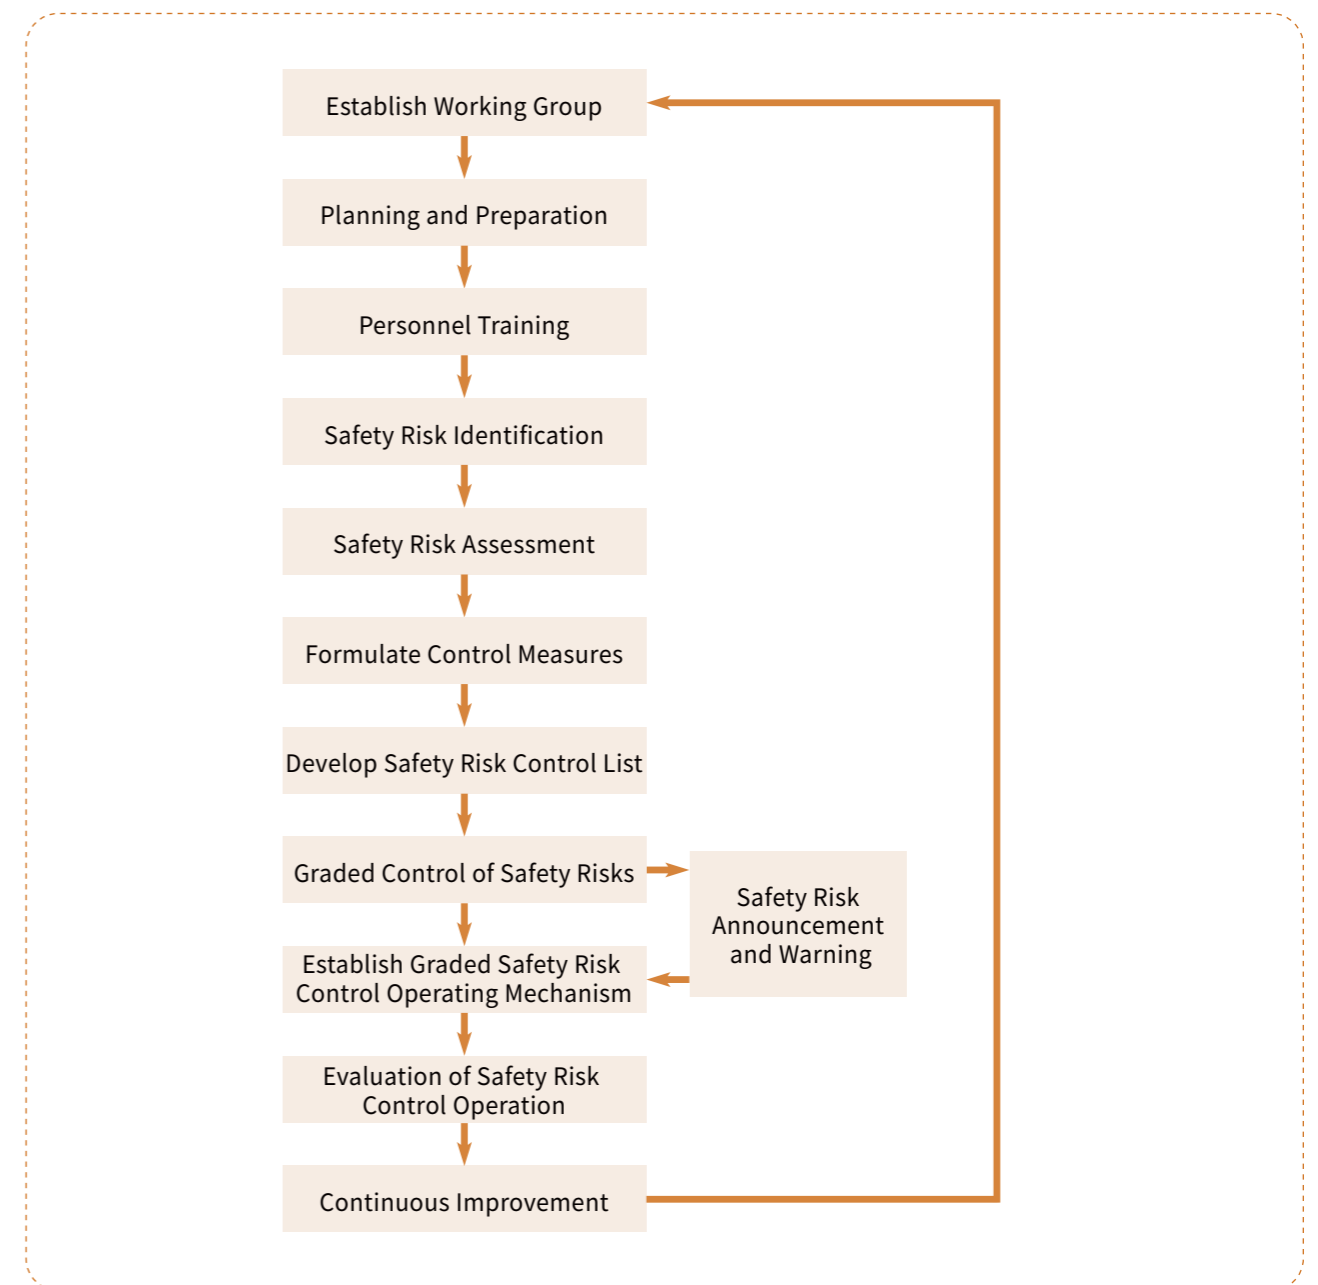 Establish Working Group
Planning and Preparation
Personnel Training
Safety Risk Identification
Safety Risk Assessment
Formulate Control Measures
Develop Safety Risk Control List
Graded Control of Safety Risks
Safety Risk
Announcement
and Warning
Establish Graded Safety Risk
Control Operating Mechanism
Evaluation of Safety Risk
Control Operation
Continuous Improvement